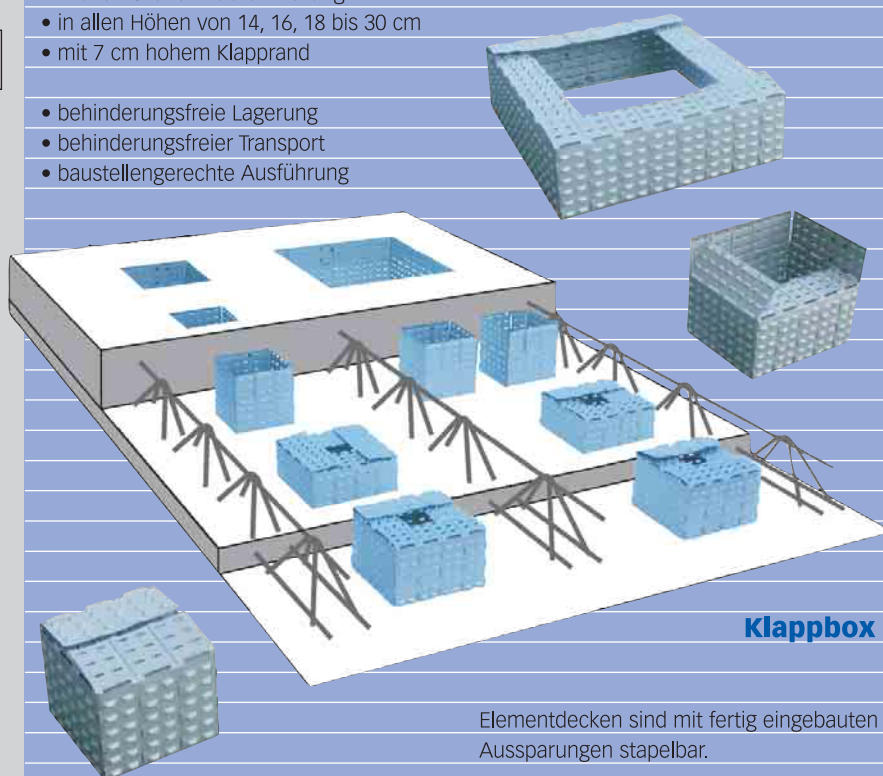 • in allen Höhen von 14, 16, 18 bis 30 cm
• mit 7 cm hohem Klapprand
• behinderungsfreie Lagerung
• behinderungsfreier Transport
• baustellengerechte Ausführung
Klappbox
Elementdecken sind mit fertig eingebauten
Aussparungen stapelbar.